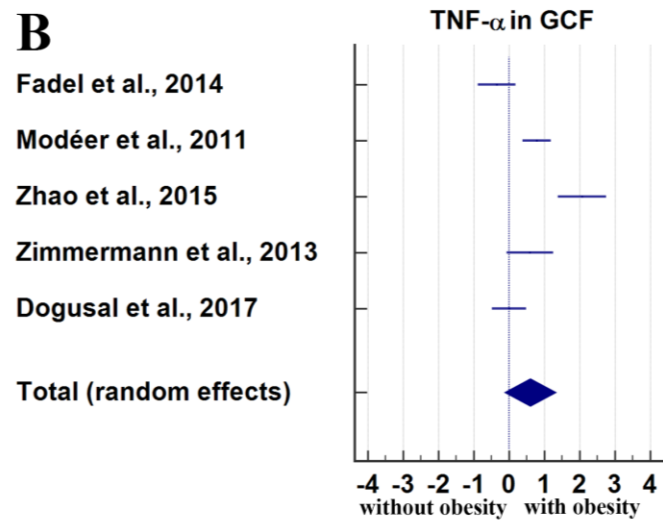 B
TNF-α in GCF
Fadel et al., 2014
Modéer et al., 2011
Zhao et al., 2015
Zimmermann et al., 2013
Dogusal et al., 2017
Total (random effects)
-4 -3 -2 -1 0 1 2 3 4
without obesity with obesity